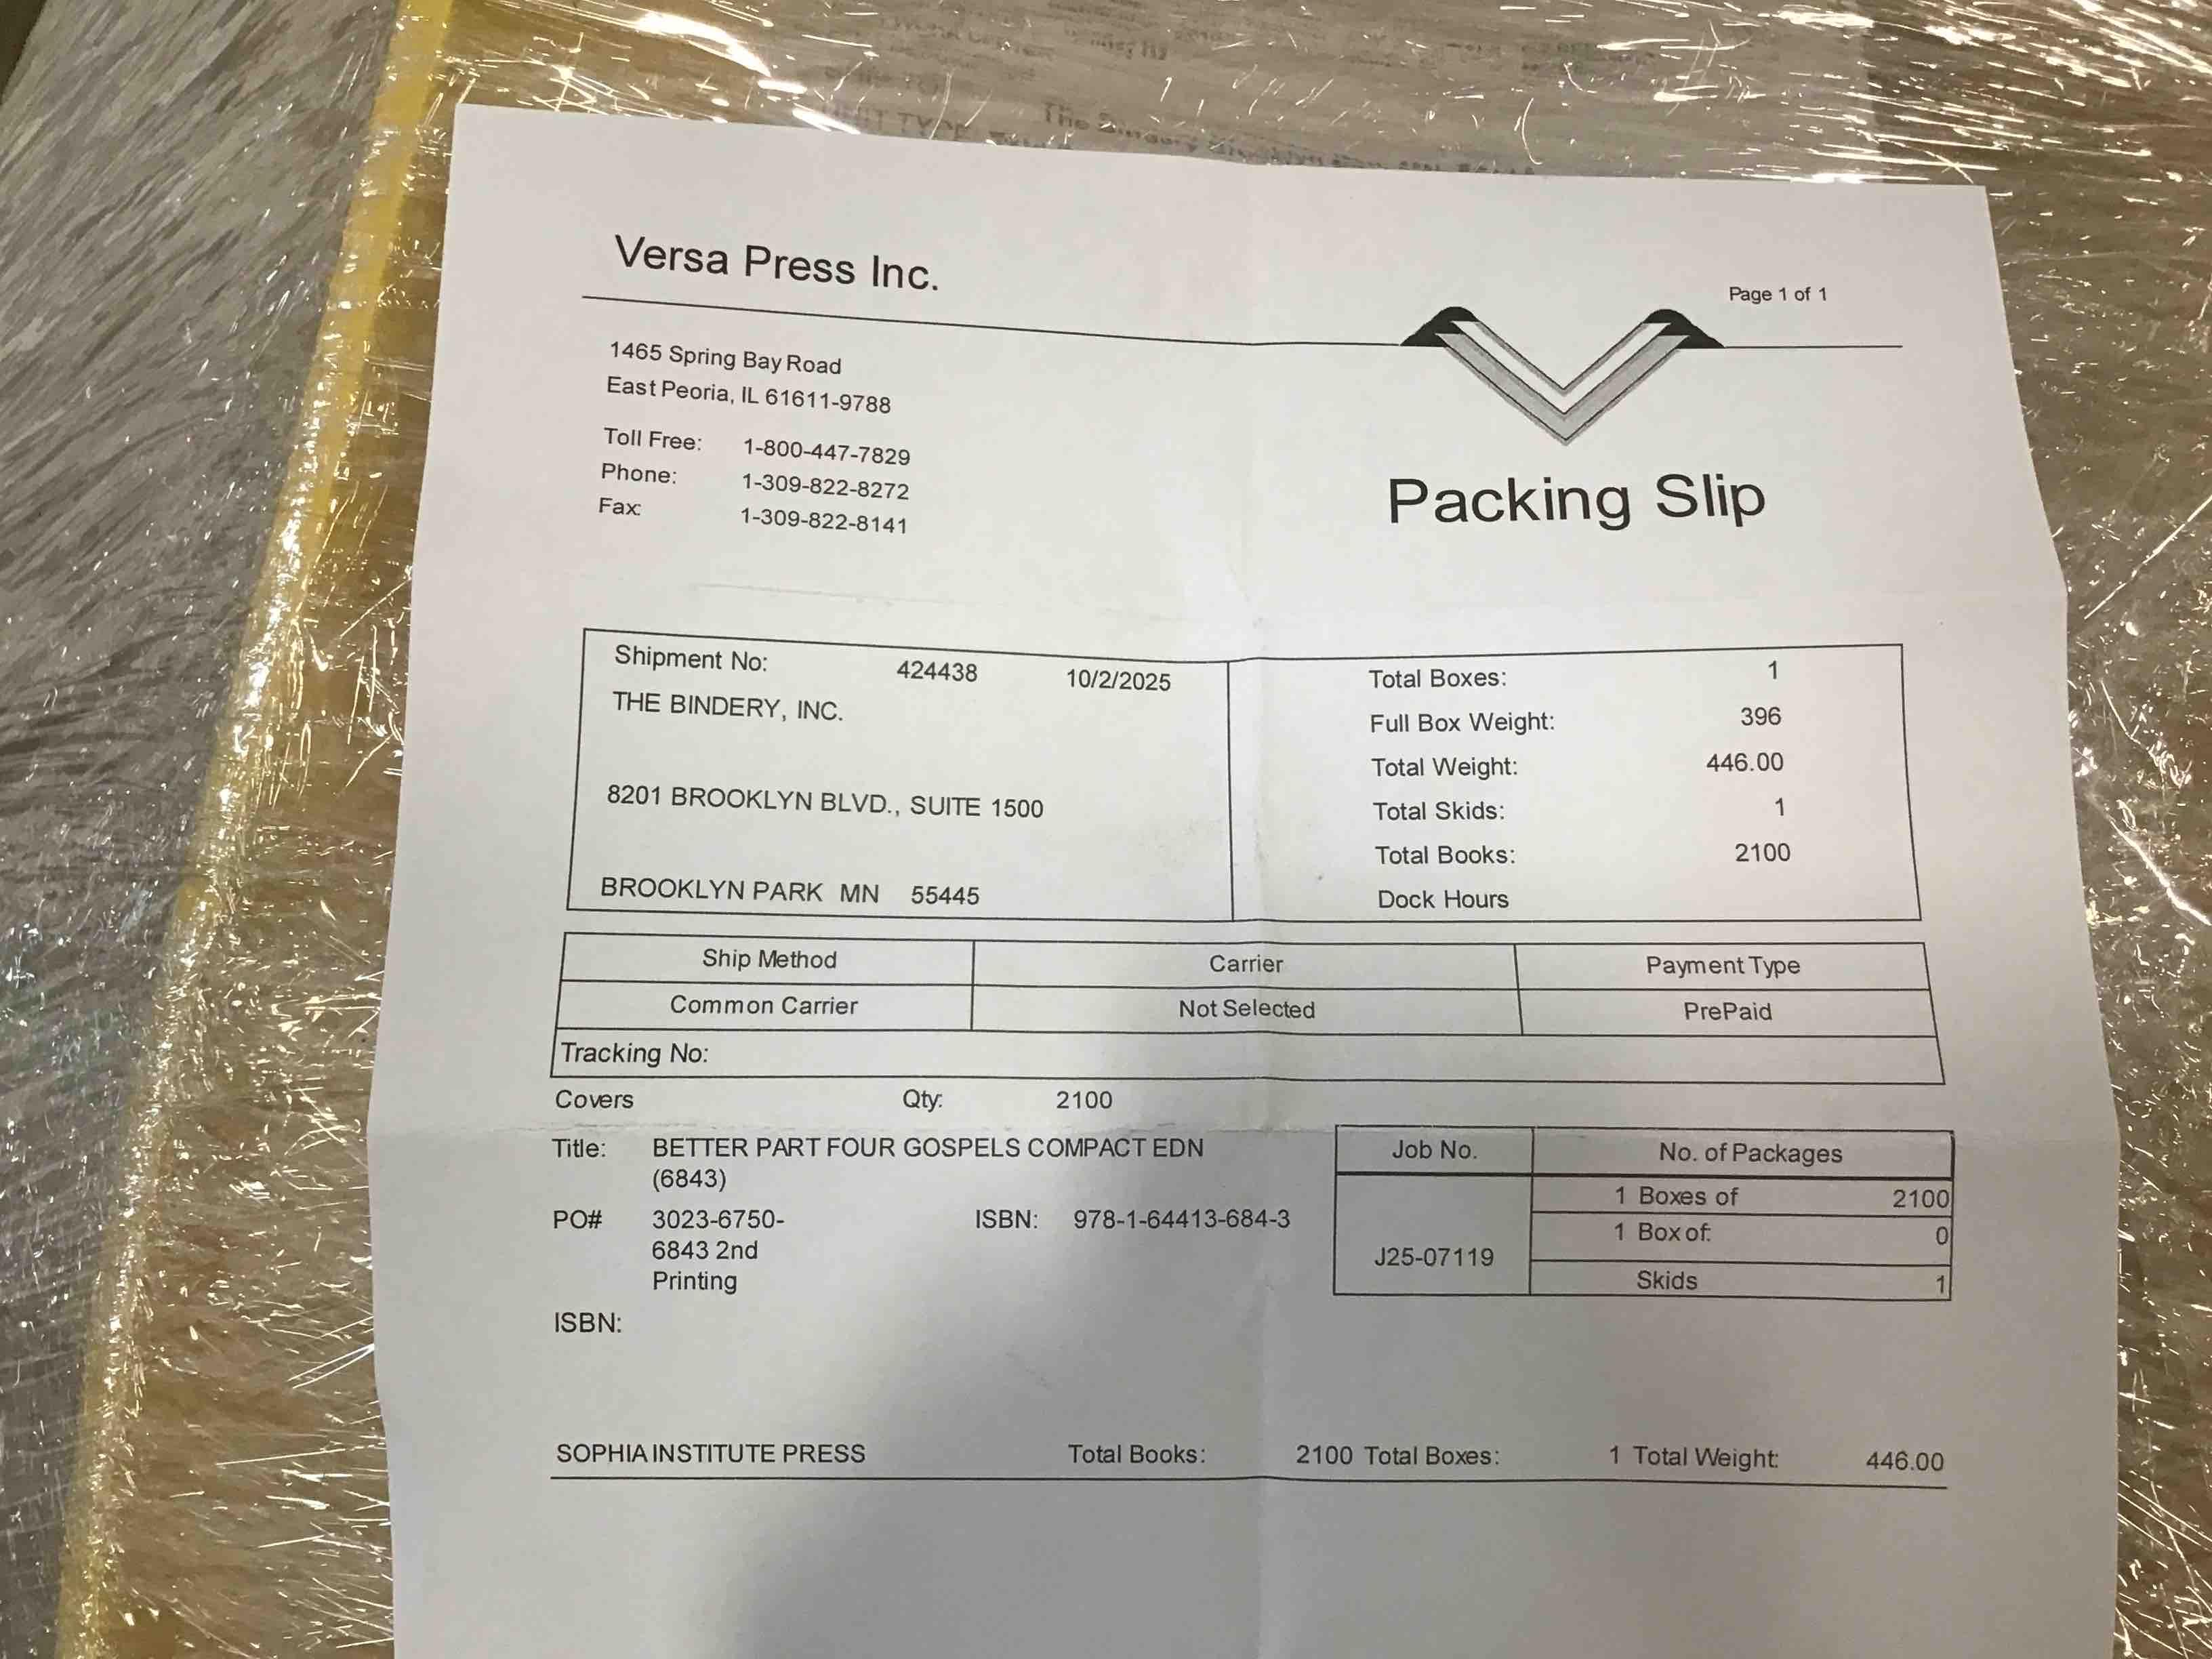 The Bindery
Versa Press Inc.
Page 1 of 1
1465 Spring Bay Road
East Peoria, IL 61611-9788
Toll Free: 1-800-447-7829
Phone: 1-309-822-8272
Fax: 1-309-822-8141
Packing Slip
Shipment No: 424438 10/2/2025
THE BINDERY, INC.
8201 BROOKLYN BLVD., SUITE 1500
BROOKLYN PARK MN 55445
Total Boxes: 1
Full Box Weight: 396
Total Weight: 446.00
Total Skids: 1
Total Books: 2100
Dock Hours
Ship Method Carrier Payment Type
Common Carrier Not Selected PrePaid
Tracking No:
Covers Qty: 2100
Title: BETTER PART FOUR GOSPELS COMPACT EDN
(6843)
PO# 3023-6750-
6843 2nd
Printing
ISBN: 978-1-64413-684-3
ISBN:
Job No. No. of Packages
J25-07119
1 Boxes of 2100
1 Box of: 0
Skids 1
SOPHIA INSTITUTE PRESS Total Books: 2100 Total Boxes: 1 Total Weight: 446.00